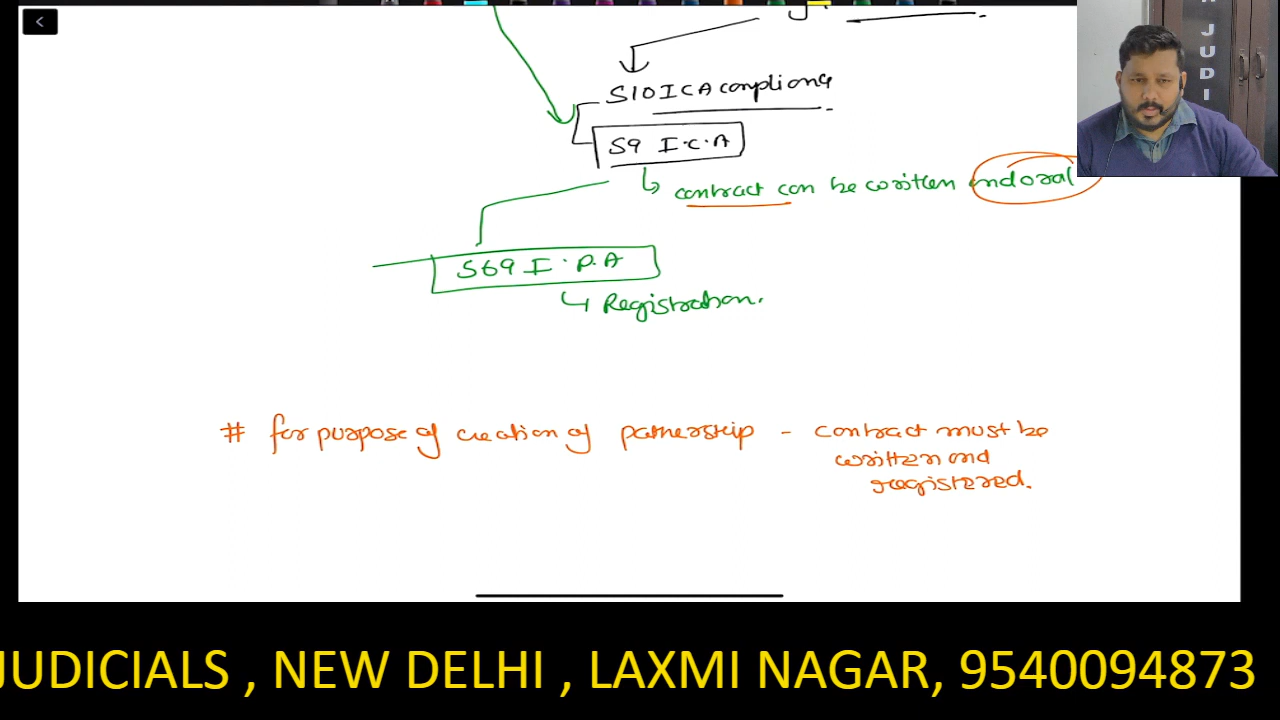 JUDI
S10 I C A compliance
S9 I.C.A
contract can be written and oral
S69 I.P.A
Registration.
# for purpose of creation of partnership - contract must be
written and
registered.
JUDICIALS , NEW DELHI , LAXMI NAGAR, 9540094873